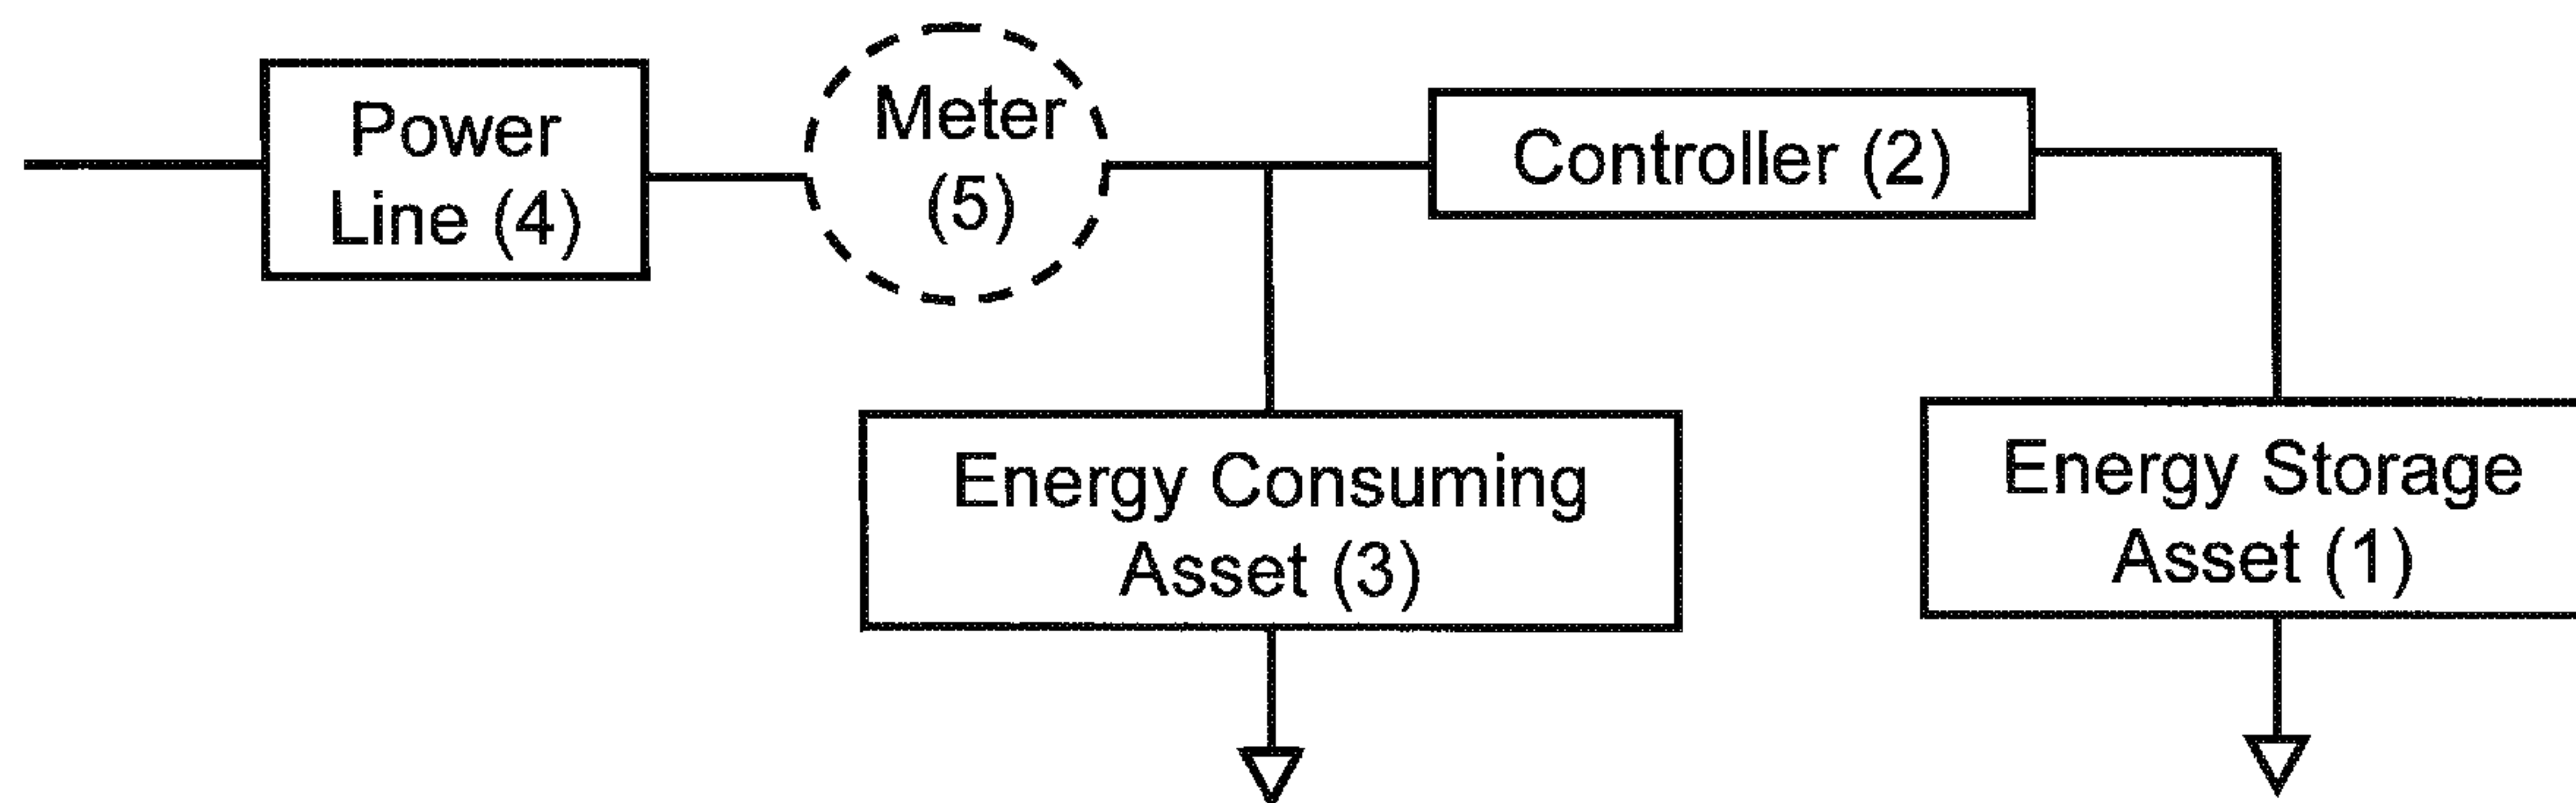 Power
Line (4)
Meter
(5)
Controller (2)
Energy Consuming
Asset (3)
Energy Storage
Asset (1)